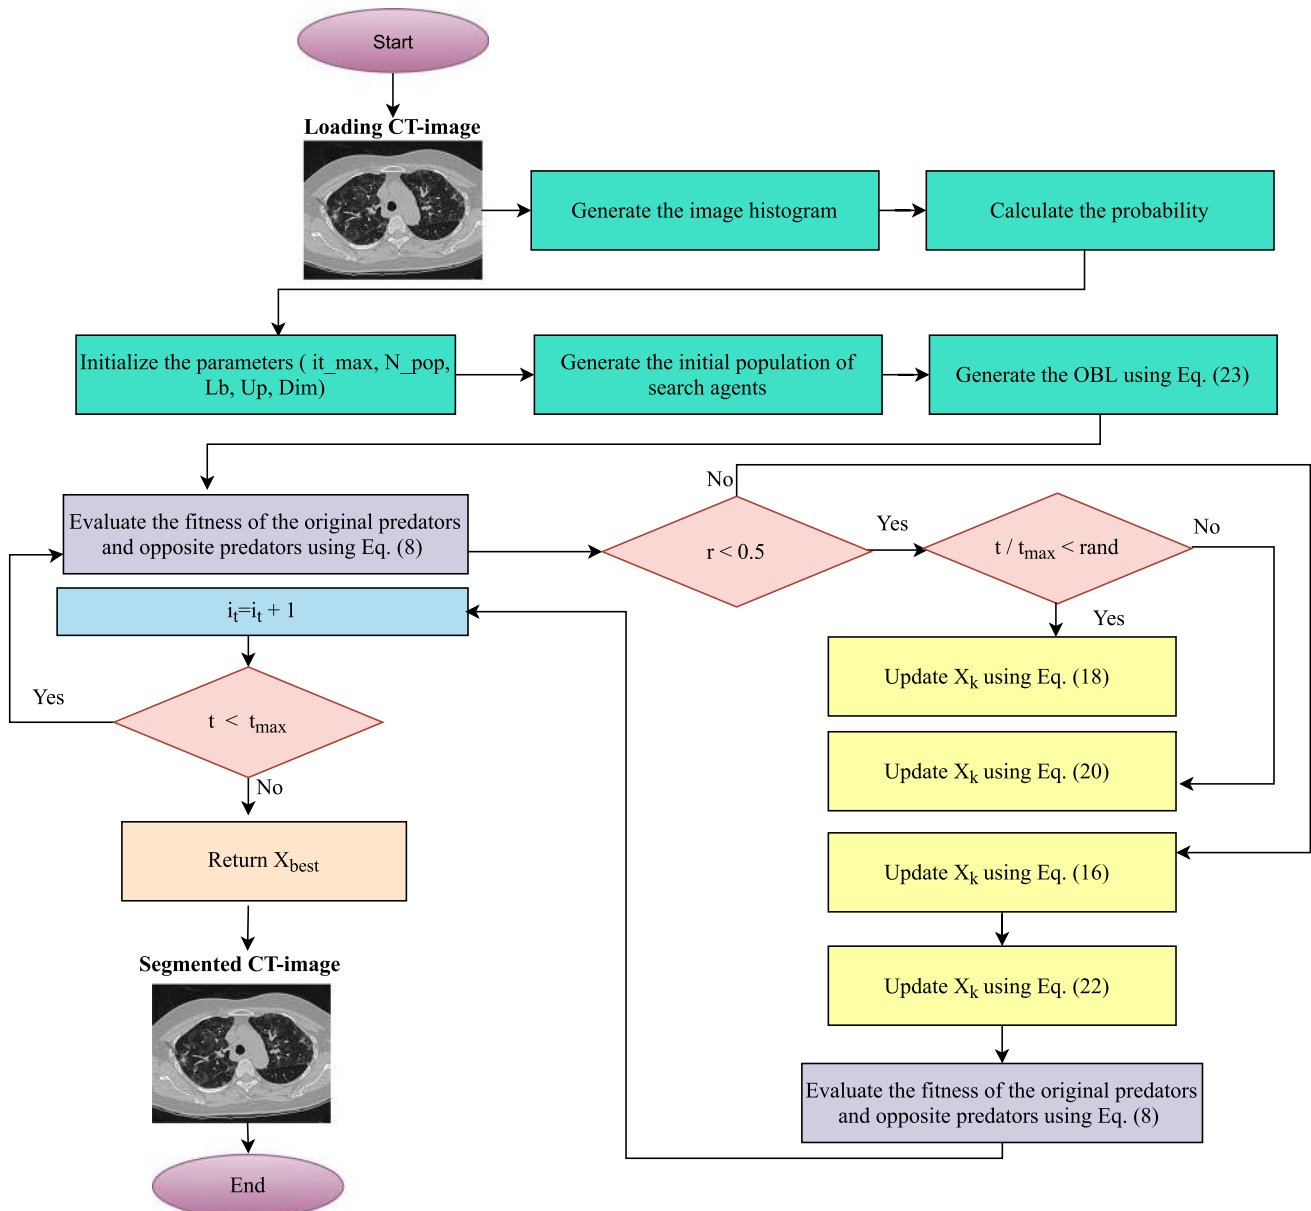 Start
Loading CT-image
Generate the image histogram
Calculate the probability
Initialize the parameters ( it_max, N_pop,
Lb, Up, Dim)
Generate the initial population of
search agents
Generate the OBL using Eq. (23)
Evaluate the fitness of the original predators
and opposite predators using Eq. (8)
No
r < 0.5
Yes
t / tmax < rand
No
Yes
it=it + 1
Update Xk using Eq. (18)
Yes
t < tmax
No
Update Xk using Eq. (20)
Return Xbest
Update Xk using Eq. (16)
Segmented CT-image
Update Xk using Eq. (22)
Evaluate the fitness of the original predators
and opposite predators using Eq. (8)
End